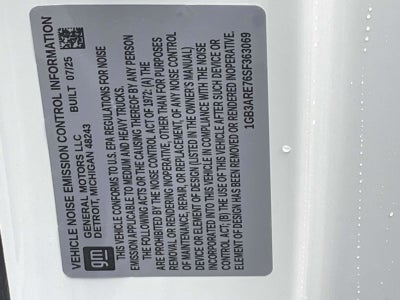 VEHICLE NOISE EMISSION CONTROL INFORMATION
GENERAL MOTORS LLC
DETROIT, MICHIGAN 48243
BUILT 07/25
gm
THIS VEHICLE CONFORMS TO U.S. EPA REGULATIONS FOR NOISE
EMISSION APPLICABLE TO MEDIUM AND HEAVY TRUCKS.
THE FOLLOWING ACTS OR THE CAUSING THEREOF BY ANY PERSON
ARE PROHIBITED BY THE NOISE CONTROL ACT OF 1972: (A) THE
REMOVAL OR RENDERING INOPERATIVE, OTHER THAN FOR PURPOSES
OF MAINTENANCE, REPAIR, OR REPLACEMENT, OF ANY NOISE CONTROL
DEVICE OR ELEMENT OF DESIGN (LISTED IN THE OWNER'S MANUAL)
INCORPORATED INTO THIS VEHICLE IN COMPLIANCE WITH THE NOISE
CONTROL ACT; (B) THE USE OF THIS VEHICLE AFTER SUCH DEVICE OR
ELEMENT OF DESIGN HAS BEEN REMOVED OR RENDERED INOPERATIVE.
1GB3ARE76SF363069